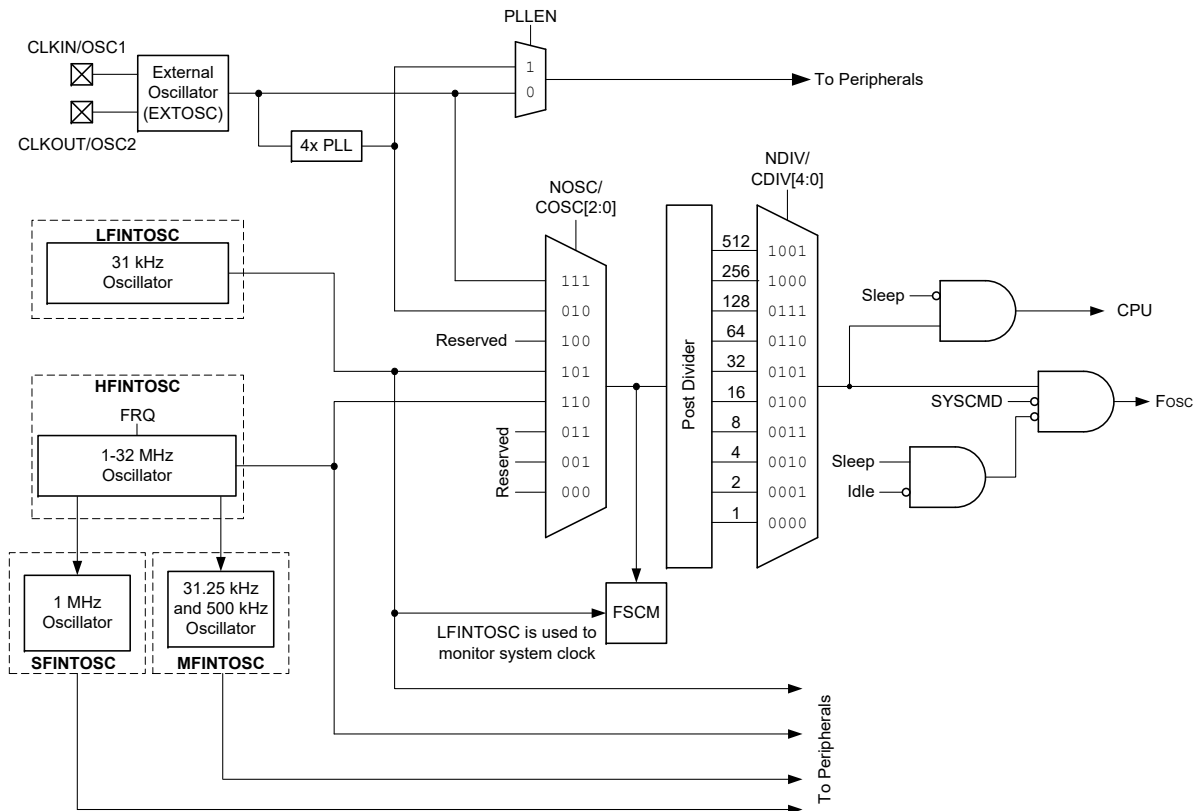 PLLEN
CLKIN/OSC1
External
Oscillator
(EXTOSC)
1
0
To Peripherals
CLKOUT/OSC2
4x PLL
NDIV/
CDIV[4:0]
NOSC/
COSC[2:0]
LFINTOSC
31 kHz
Oscillator
111
010
Reserved
100
101
110
Reserved
011
001
000
Post Divider
512
1001
256
1000
128
0111
64
0110
32
0101
16
0100
8
0011
4
0010
2
0001
1
0000
Sleep
CPU
SYSCMD
Fosc
Sleep
Idle
HFINTOSC
FRQ
1-32 MHz
Oscillator
1 MHz
Oscillator
SFINTOSC
31.25 kHz
and 500 kHz
Oscillator
MFINTOSC
FSCM
LFINTOSC is used to
monitor system clock
To Peripherals